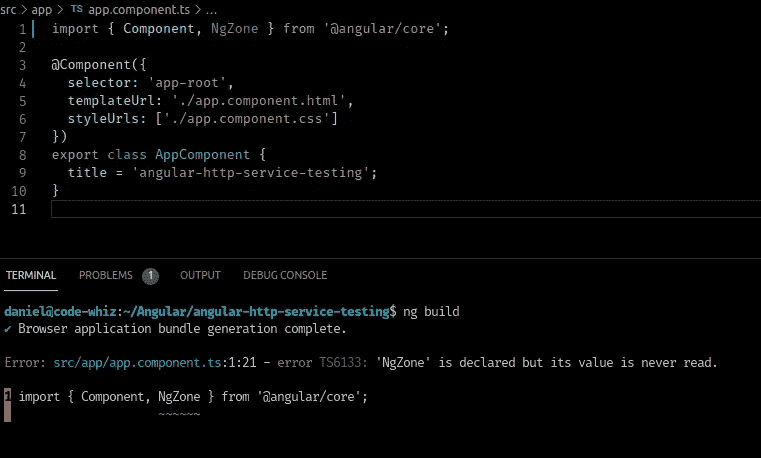 src > app > TS app.component.ts > ...
1 import { Component, NgZone } from '@angular/core';
2
3 @Component({
4 selector: 'app-root',
5 templateUrl: './app.component.html',
6 styleUrls: ['./app.component.css']
7 })
8 export class AppComponent {
9 title = 'angular-http-service-testing';
10 }
11
TERMINAL PROBLEMS 1 OUTPUT DEBUG CONSOLE
daniel@code-whiz:~/Angular/angular-http-service-testing$ ng build
✔ Browser application bundle generation complete.
Error: src/app/app.component.ts:1:21 - error TS6133: 'NgZone' is declared but its value is never read.
1 import { Component, NgZone } from '@angular/core';
~~~~~~